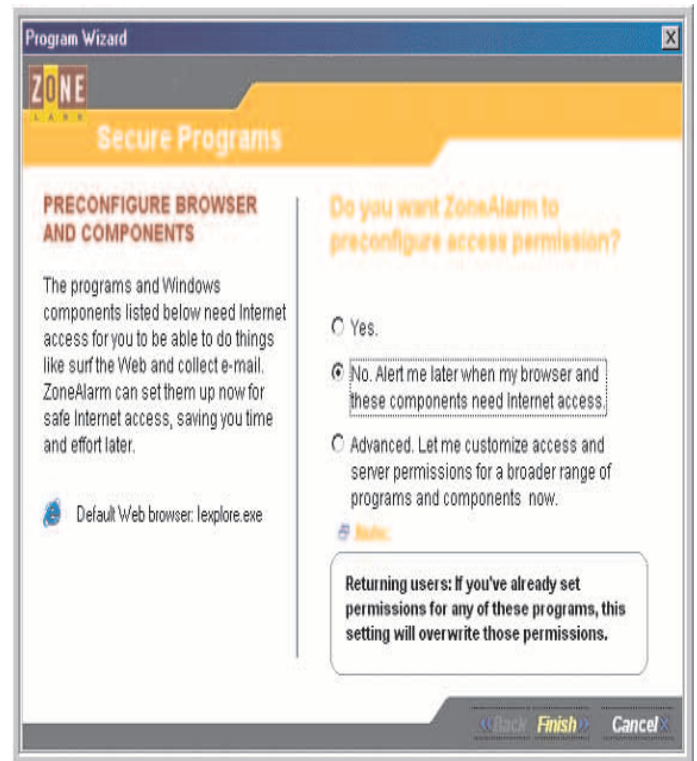 Program Wizard
ZONE
LABS
Secure Programs
PRECONFIGURE BROWSER
AND COMPONENTS
The programs and Windows
components listed below need Internet
access for you to be able to do things
like surf the Web and collect e-mail.
ZoneAlarm can set them up now for
safe Internet access, saving you time
and effort later.
Default Web browser: Iexplore.exe
Do you want ZoneAlarm to
preconfigure access permission?
Yes.
No. Alert me later when my browser and
these components need Internet access.
Advanced. Let me customize access and
server permissions for a broader range of
programs and components now.
Note:
Returning users: If you've already set
permissions for any of these programs, this
setting will overwrite those permissions.
Back Finish Cancel